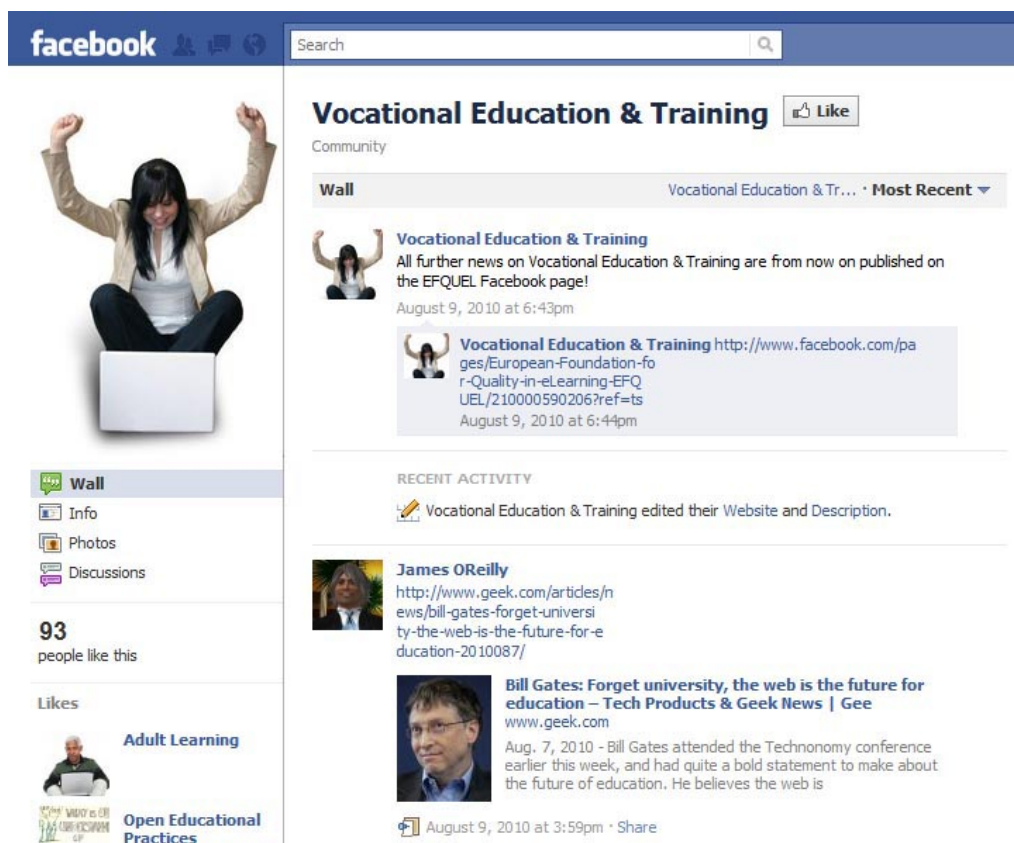 facebook
Search
Vocational Education & Training
Like
Community
Wall
Vocational Education & Tr... · Most Recent
Vocational Education & Training
All further news on Vocational Education & Training are from now on published on
the EFQUEL Facebook page!
August 9, 2010 at 6:43pm
Vocational Education & Training http://www.facebook.com/pa
ges/European-Foundation-fo
r-Quality-in-eLearning-EFQ
UEL/210000590206?ref=ts
August 9, 2010 at 6:44pm
RECENT ACTIVITY
Vocational Education & Training edited their Website and Description.
James OReilly
http://www.geek.com/articles/n
ews/bill-gates-forget-universi
ty-the-web-is-the-future-for-e
ducation-2010087/
Bill Gates: Forget university, the web is the future for
education – Tech Products & Geek News | Gee
www.geek.com
Aug. 7, 2010 - Bill Gates attended the Technonomy conference
earlier this week, and had quite a bold statement to make about
the future of education. He believes the web is
August 9, 2010 at 3:59pm · Share
Wall
Info
Photos
Discussions
93
people like this
Likes
Adult Learning
Open Educational
Practices